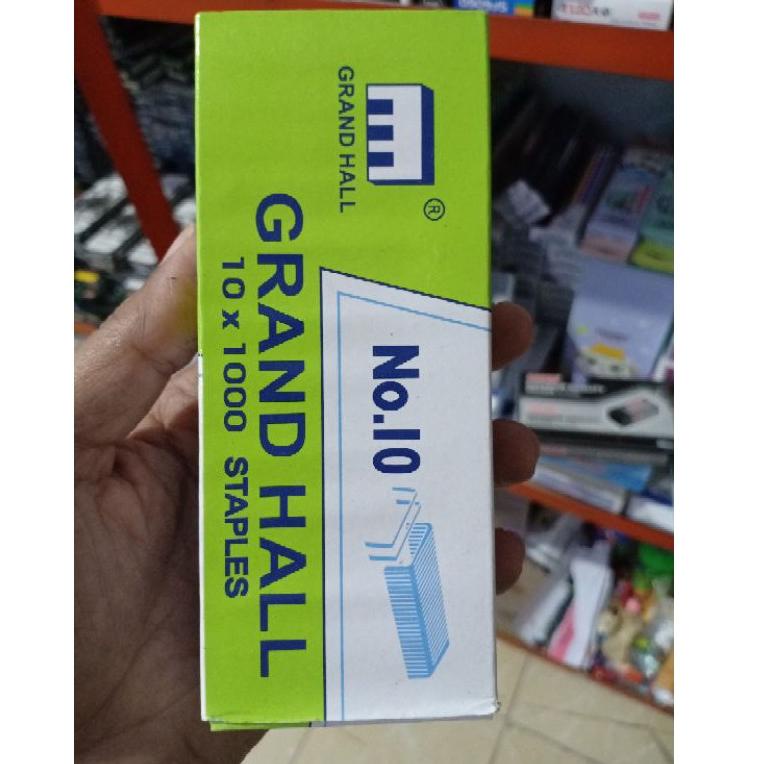 GRAND HALL
®
GRAND HALL
10 x 1000 STAPLES
No.10